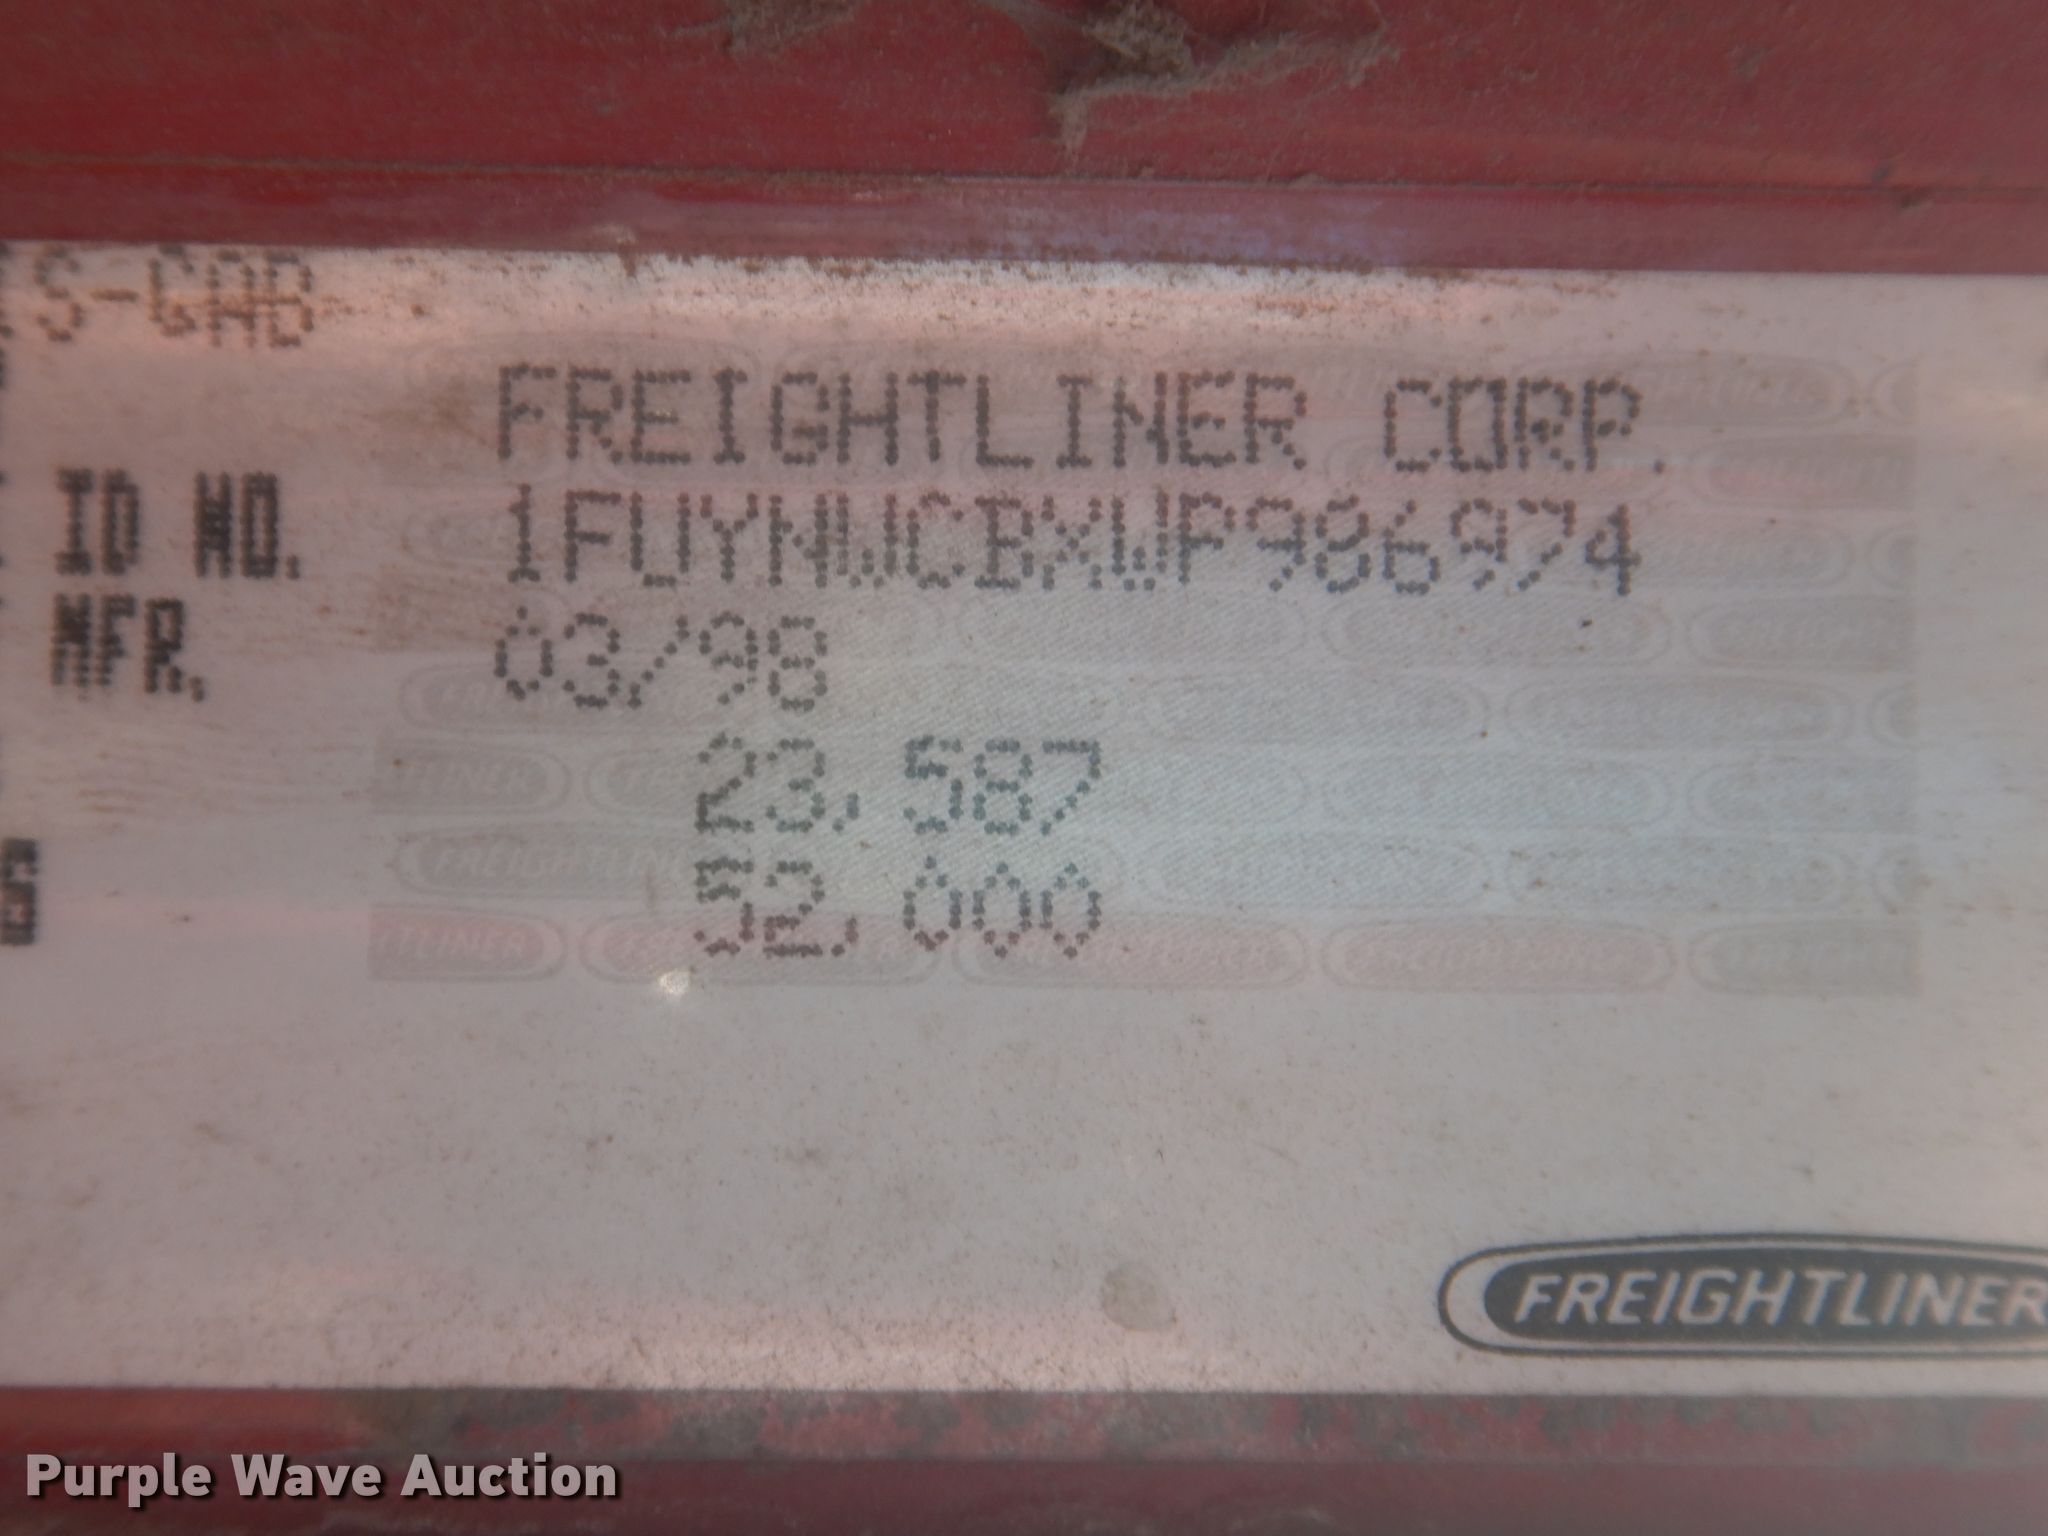 S-CAB
FREIGHTLINER CORP.
ID NO. 1FUYNWCBXWP986974
MFR. 03/98
23,587
52,000
FREIGHTLINER
Purple Wave Auction